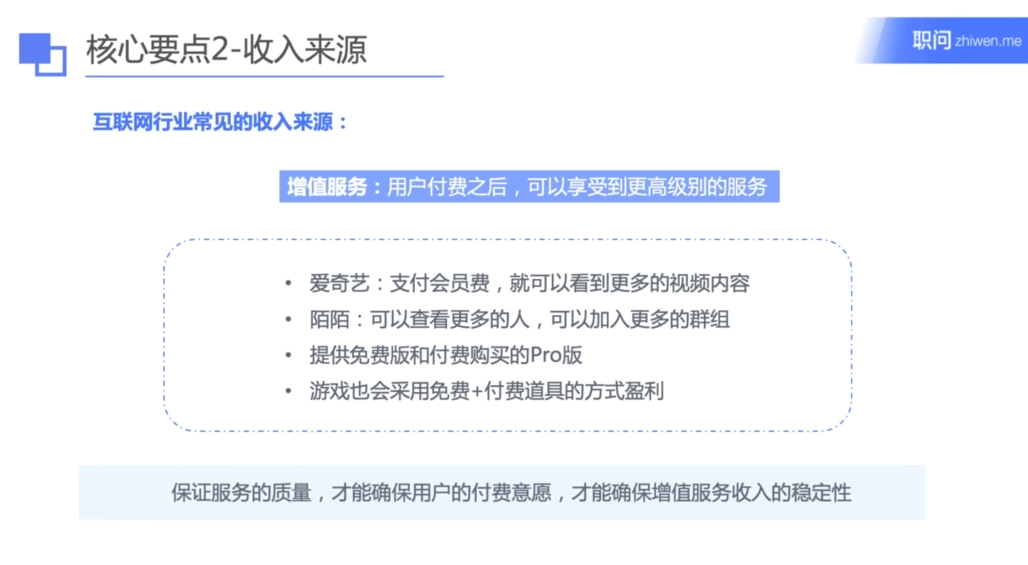 核心要点2-收入来源
职问 zhiwen.me
互联网行业常见的收入来源：
增值服务：用户付费之后，可以享受到更高级别的服务
• 爱奇艺：支付会员费，就可以看到更多的视频内容
• 陌陌：可以查看更多的人，可以加入更多的群组
• 提供免费版和付费购买的Pro版
• 游戏也会采用免费+付费道具的方式盈利
保证服务的质量，才能确保用户的付费意愿，才能确保增值服务收入的稳定性